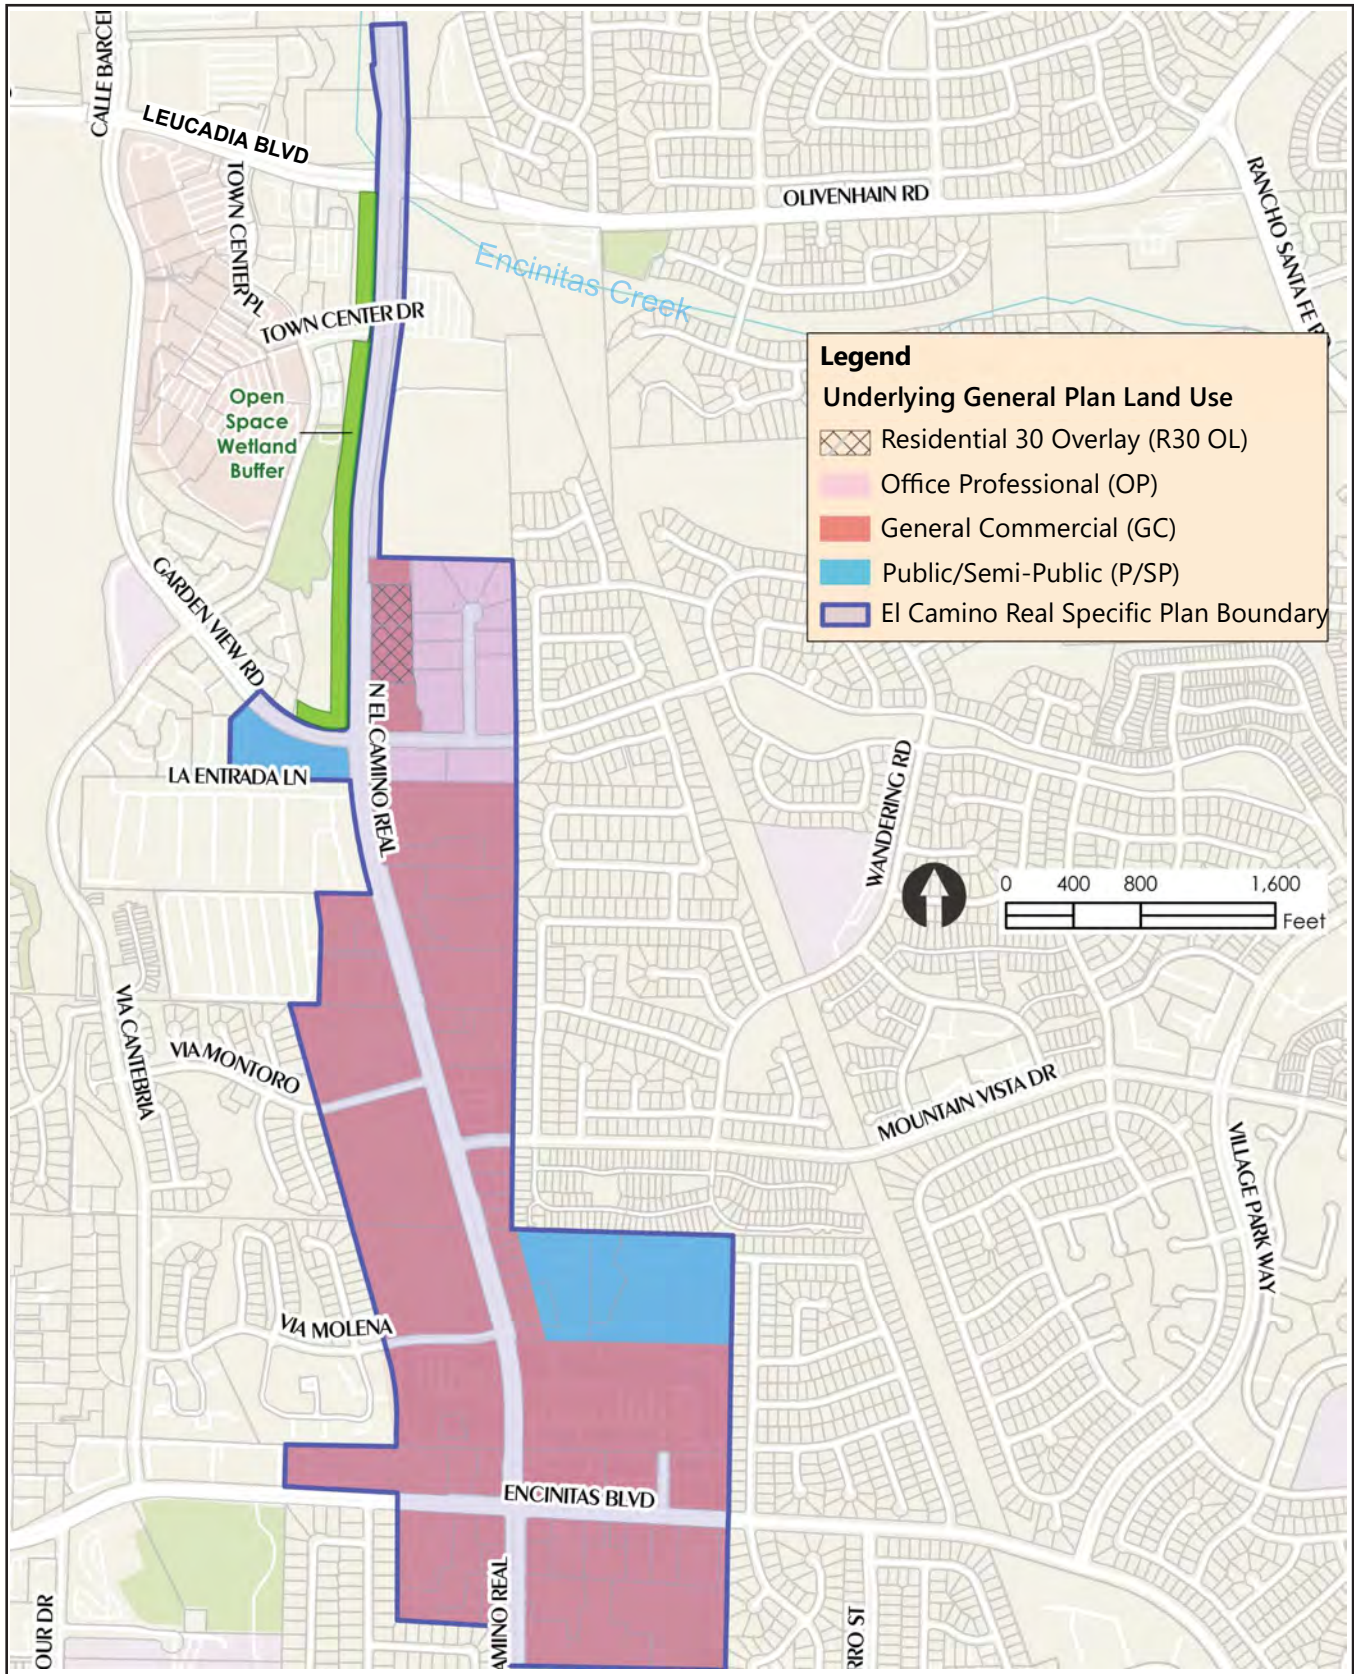 CALLE BARCE
LEUCADIA BLVD
TOWN CENTER PL
TOWN CENTER DR
OLIVENHAIN RD
RANCHO SANTA FE R
Encinitas Creek
Open
Space
Wetland
Buffer
Legend
Underlying General Plan Land Use
Residential 30 Overlay (R30 OL)
Office Professional (OP)
General Commercial (GC)
Public/Semi-Public (P/SP)
El Camino Real Specific Plan Boundary
GARDEN VIEW RD
N EL CAMINO REAL
LA ENTRADA LN
WANDERING RD
0 400 800 1,600
Feet
VIA CANTEBRIA
VIA MONTORO
MOUNTAIN VISTA DR
VILLAGE PARK WAY
VIA MOLENA
ENCINITAS BLVD
AMINO REAL
OUR DR
RRO ST